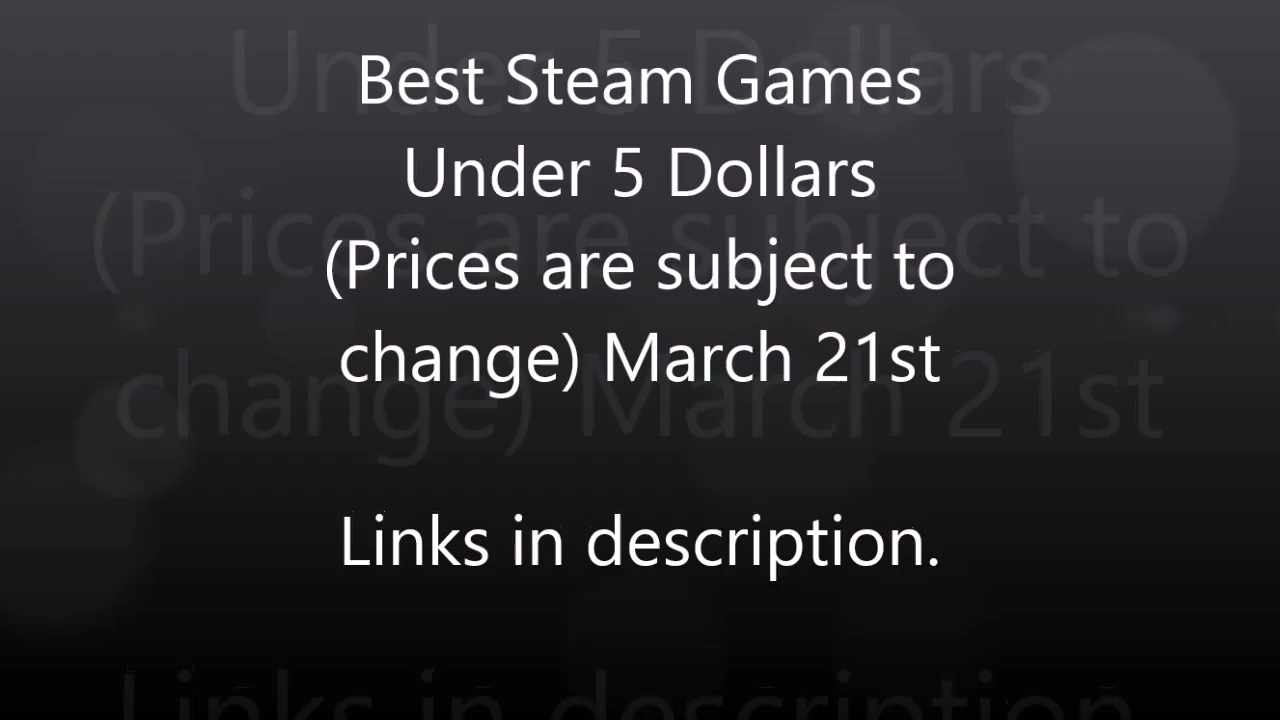 Best Steam Games
Under 5 Dollars
(Prices are subject to
change) March 21st
Links in description.